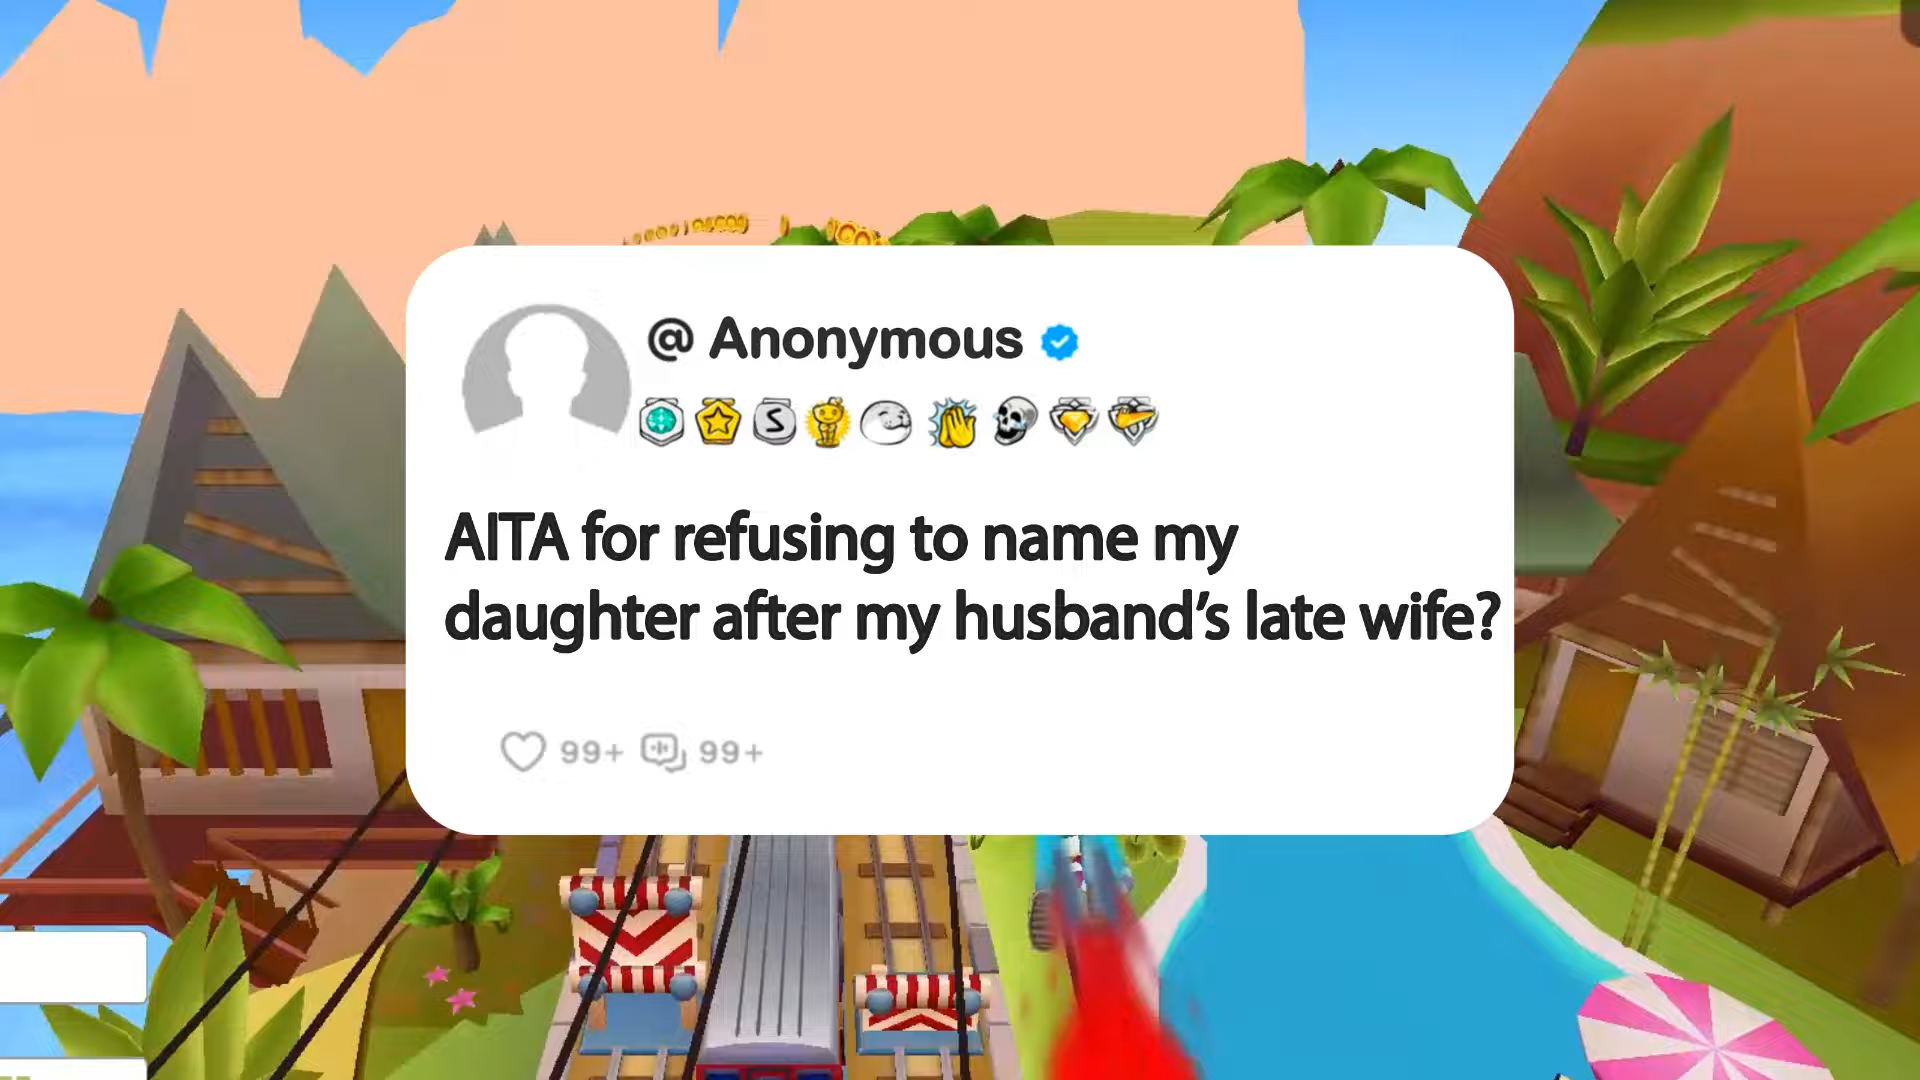 @ Anonymous
AITA for refusing to name my
daughter after my husband's late wife?
99+ 99+